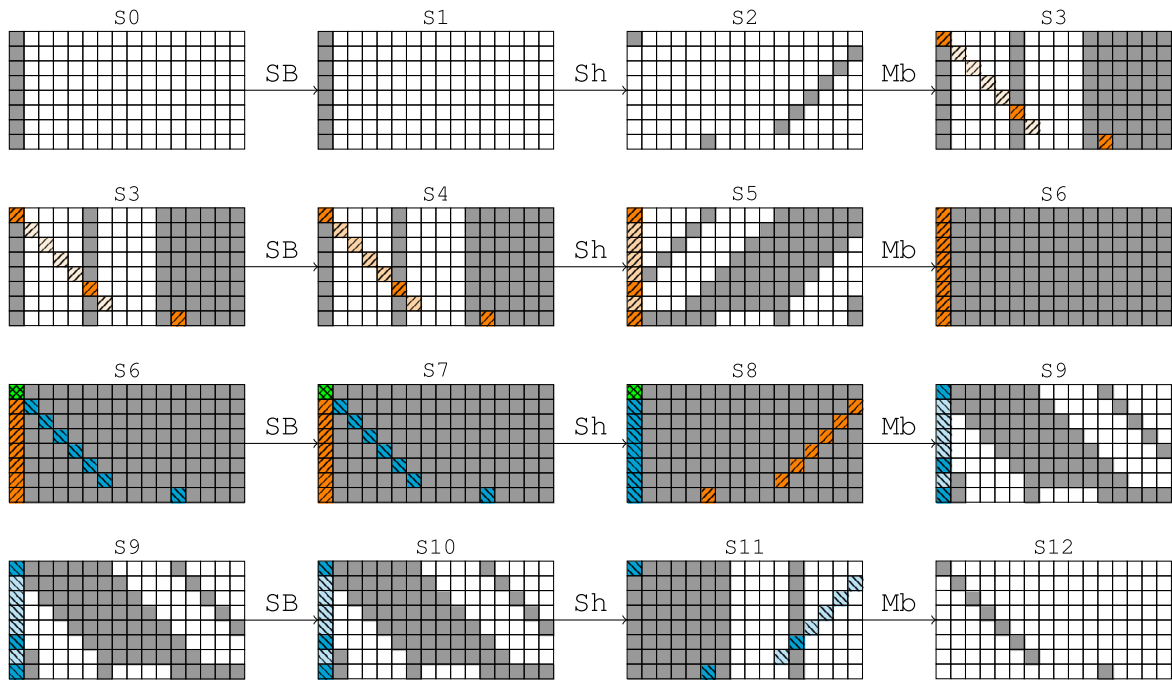 S0 S1 S2 S3
SB Sh Mb
S3 S4 S5 S6
SB Sh Mb
S6 S7 S8 S9
SB Sh Mb
S9 S10 S11 S12
SB Sh Mb